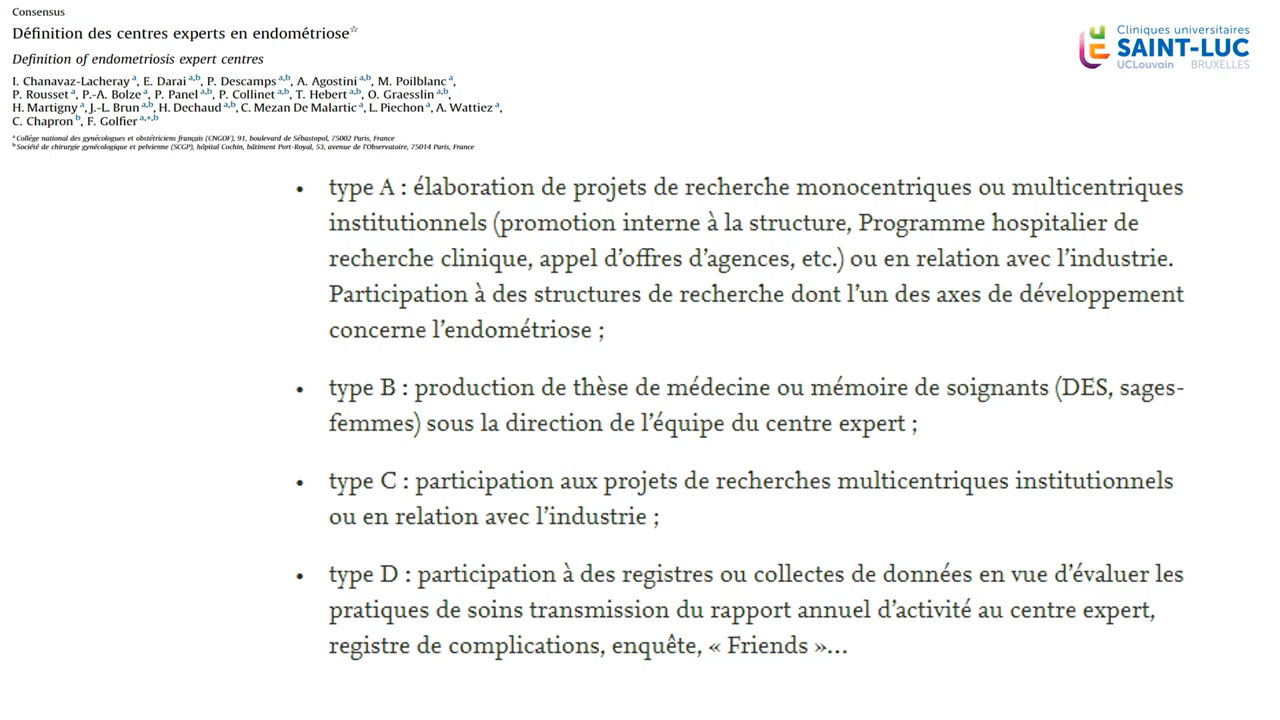 Consensus
Définition des centres experts en endométriose☆
Definition of endometriosis expert centres
I. Chanavaz-Lacheray a, E. Darai a,b, P. Descamps a,b, A. Agostini a,b, M. Poilblanc a,
P. Rousset a, P.-A. Bolze a, P. Panel a,b, P. Collinet a,b, T. Hebert a,b, O. Graesslin a,b,
H. Martigny a, J.-L. Brun a,b, H. Dechaud a,b, C. Mezan De Malartic a, L. Piechon a, A. Wattiez a,
C. Chapron b, F. Golfier a,*,b
a Collège national des gynécologues et obstétriciens français (CNGOF), 91, boulevard de Sébastopol, 75002 Paris, France
b Société de chirurgie gynécologique et pelvienne (SCGP), hôpital Cochin, bâtiment Port-Royal, 53, avenue de l'Observatoire, 75014 Paris, France
Cliniques universitaires
SAINT-LUC
UCLouvain BRUXELLES
• type A : élaboration de projets de recherche monocentriques ou multicentriques
institutionnels (promotion interne à la structure, Programme hospitalier de
recherche clinique, appel d'offres d'agences, etc.) ou en relation avec l'industrie.
Participation à des structures de recherche dont l'un des axes de développement
concerne l'endométriose ;
• type B : production de thèse de médecine ou mémoire de soignants (DES, sages-
femmes) sous la direction de l'équipe du centre expert ;
• type C : participation aux projets de recherches multicentriques institutionnels
ou en relation avec l'industrie ;
• type D : participation à des registres ou collectes de données en vue d'évaluer les
pratiques de soins transmission du rapport annuel d'activité au centre expert,
registre de complications, enquête, « Friends »...